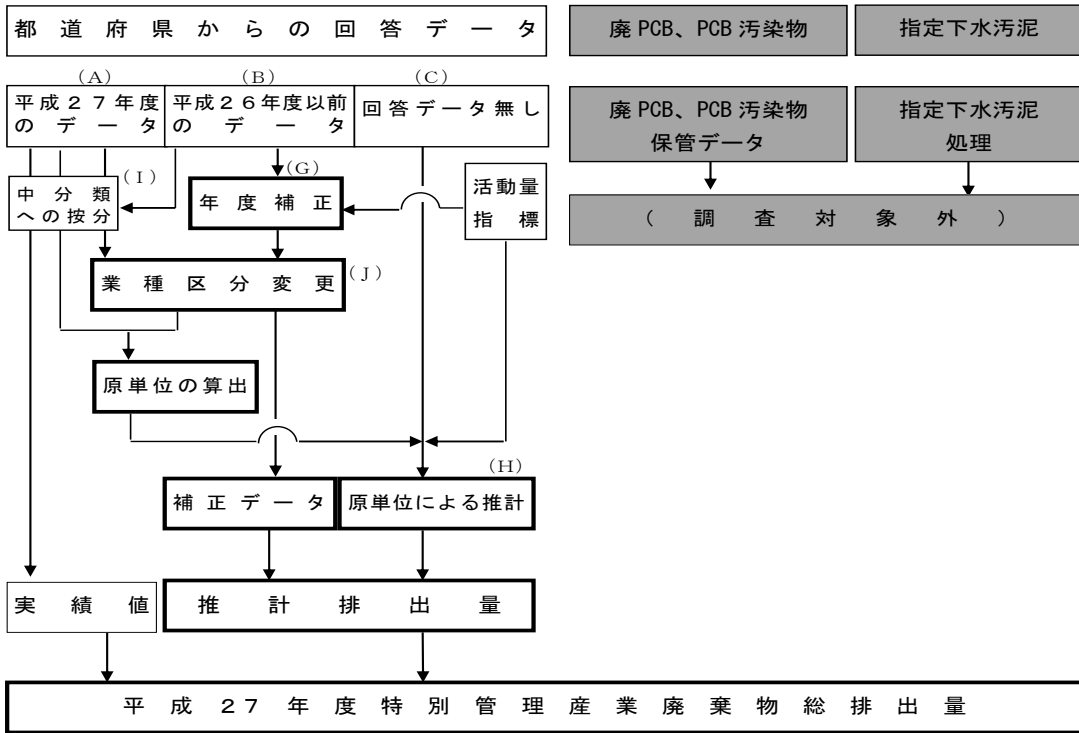 都道府県からの回答データ
廃PCB、PCB汚染物
指定下水汚泥
(A)
(B)
(C)
平成27年度
のデータ
平成26年度以前
のデータ
回答データ無し
廃PCB、PCB汚染物
保管データ
指定下水汚泥
処理
(I)
中分類
への按分
(G)
年度補正
活動量
指標
(調査対象外)
業種区分変更
(J)
原単位の算出
(H)
補正データ
原単位による推計
実績値
推計排出量
平成27年度特別管理産業廃棄物総排出量